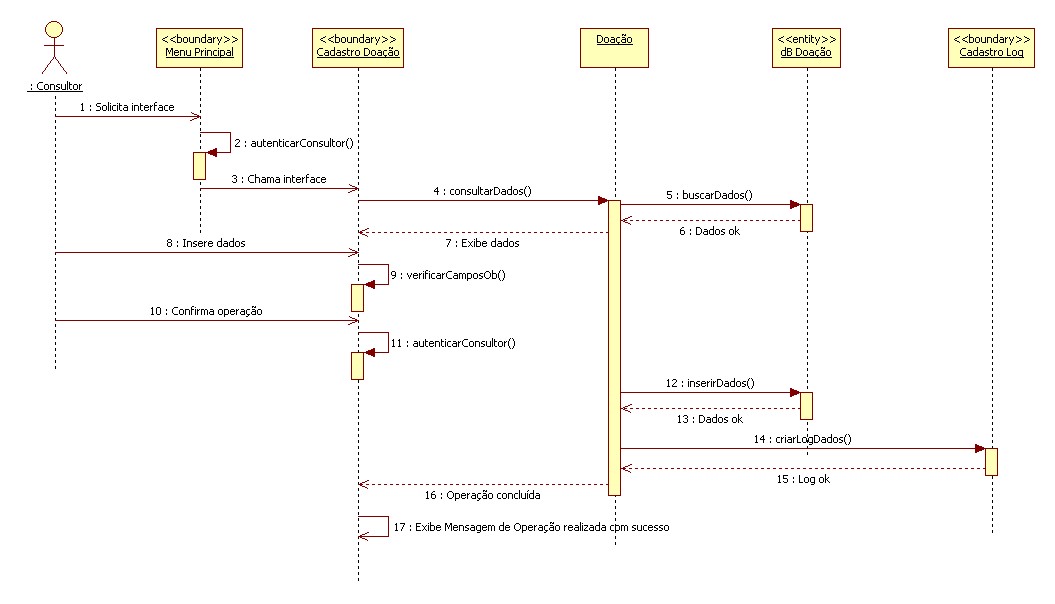 <<boundary>>
Menu Principal
<<boundary>>
Cadastro Doação
Doação
<<entity>>
dB Doação
<<boundary>>
Cadastro Log
: Consultor
1 : Solicita interface
2 : autenticarConsultor()
3 : Chama interface
4 : consultarDados()
5 : buscarDados()
6 : Dados ok
7 : Exibe dados
8 : Insere dados
9 : verificarCamposOb()
10 : Confirma operação
11 : autenticarConsultor()
12 : inserirDados()
13 : Dados ok
14 : criarLogDados()
15 : Log ok
16 : Operação concluída
17 : Exibe Mensagem de Operação realizada com sucesso